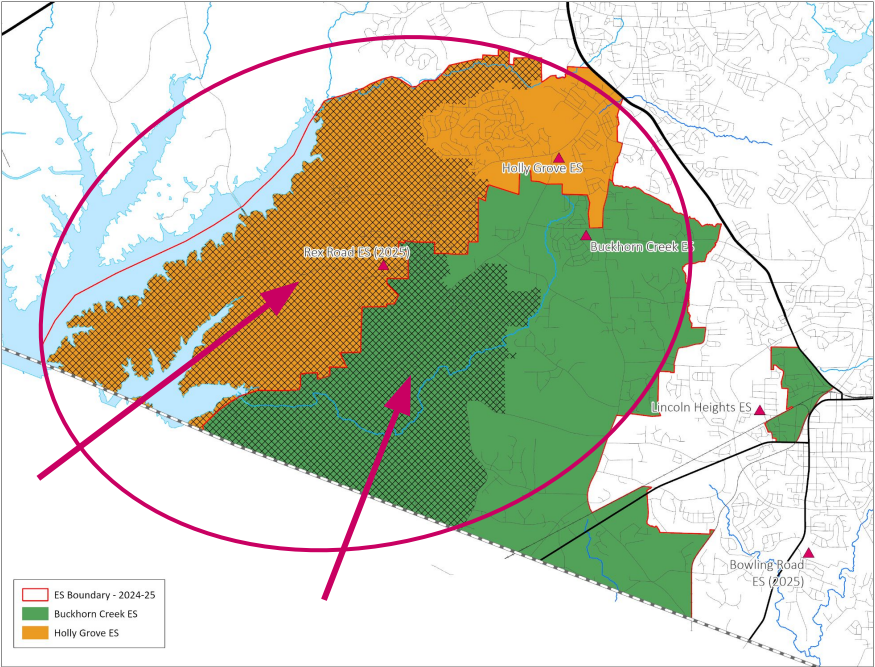 Holly Grove ES
Rex Road ES (2025)
Buckhorn Creek ES
Lincoln Heights ES
Bowling Road
ES (2025)
ES Boundary - 2024-25
Buckhorn Creek ES
Holly Grove ES